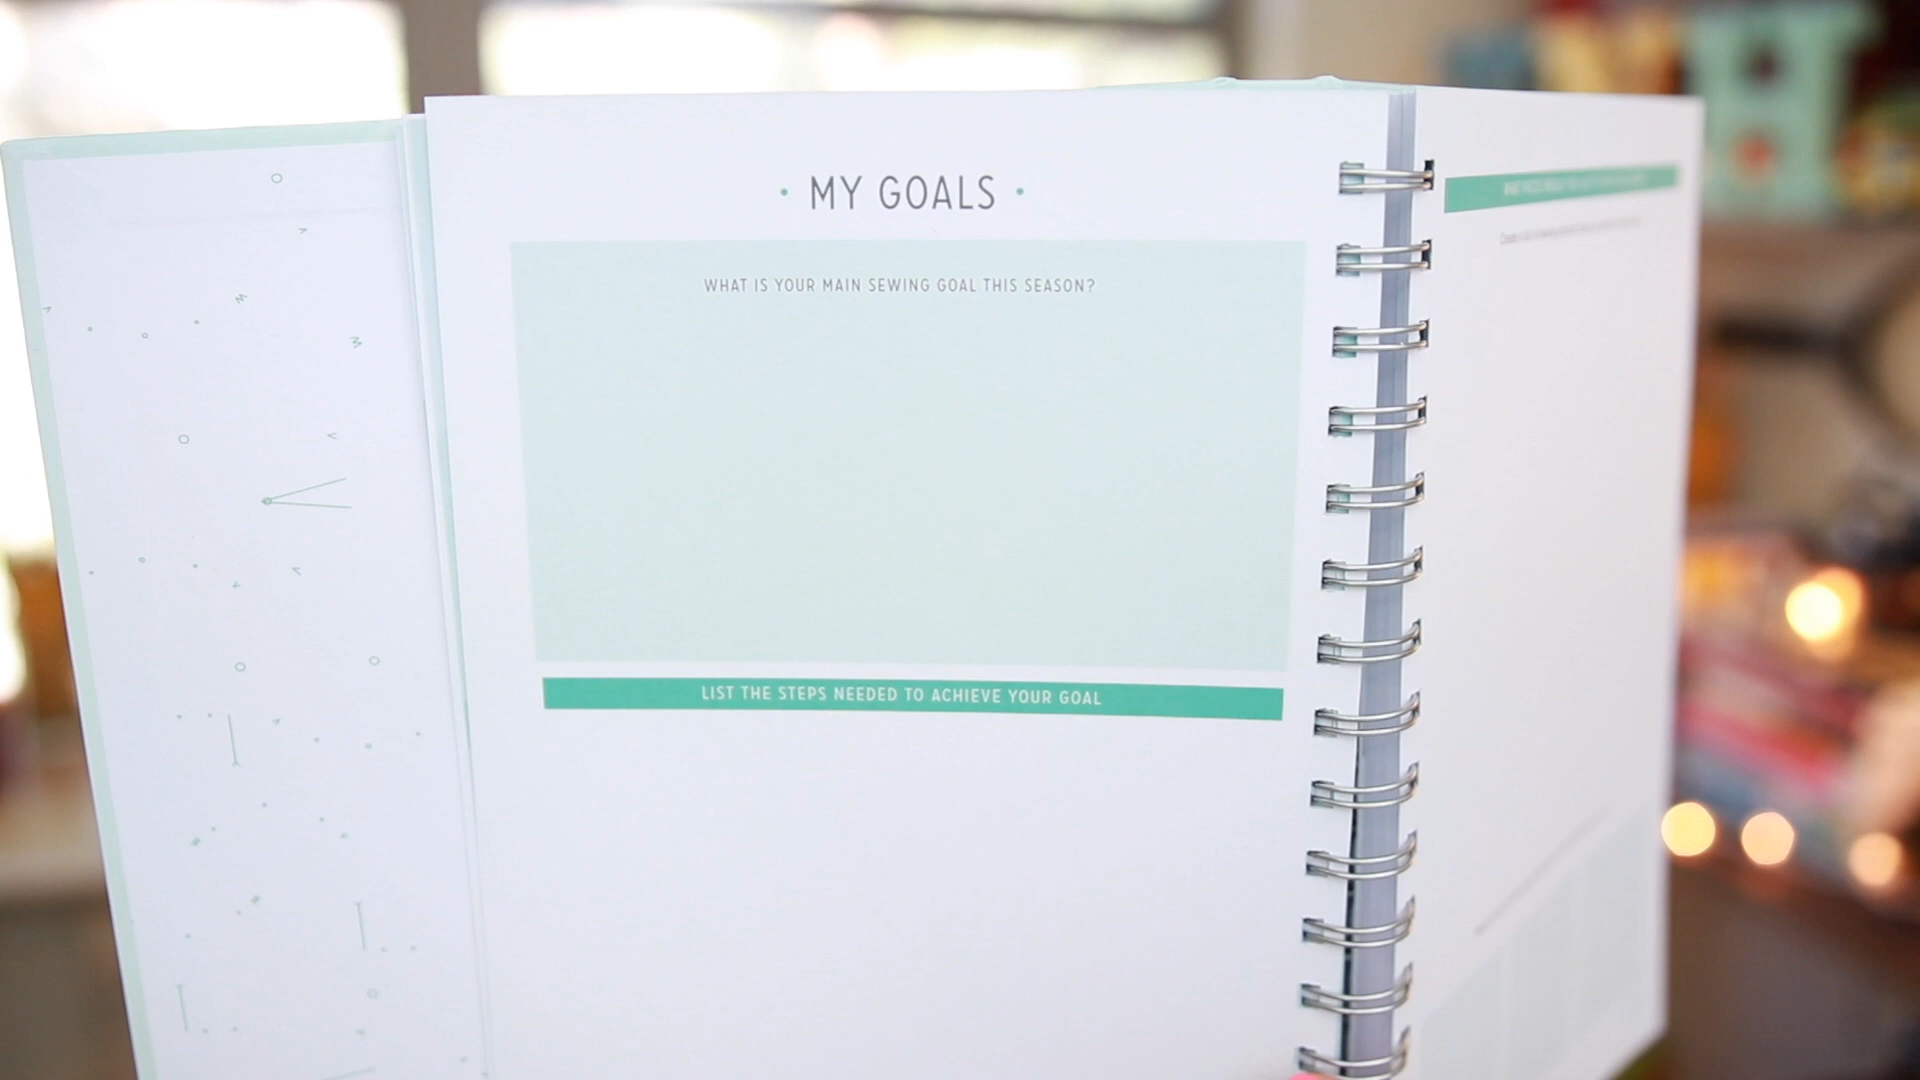 • MY GOALS •
WHAT IS YOUR MAIN SEWING GOAL THIS SEASON?
LIST THE STEPS NEEDED TO ACHIEVE YOUR GOAL